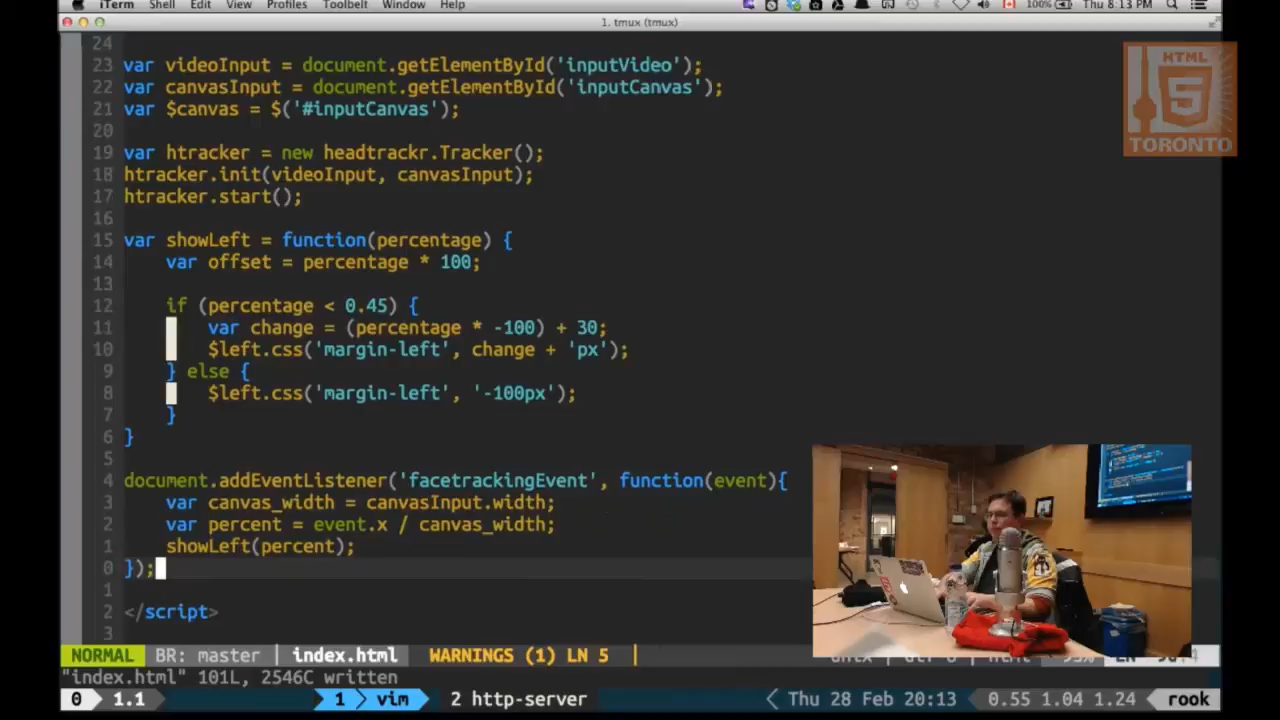 iTerm Shell Edit View Profiles Toolbelt Window Help 100% Thu 8:13 PM
1. tmux (tmux)
24
23 var videoInput = document.getElementById('inputVideo');
22 var canvasInput = document.getElementById('inputCanvas');
21 var $canvas = $('#inputCanvas');
20
19 var htracker = new headtrackr.Tracker();
18 htracker.init(videoInput, canvasInput);
17 htracker.start();
16
15 var showLeft = function(percentage) {
14 var offset = percentage * 100;
13
12 if (percentage < 0.45) {
11 var change = (percentage * -100) + 30;
10 $left.css('margin-left', change + 'px');
9 } else {
8 $left.css('margin-left', '-100px');
7 }
6 }
5
4 document.addEventListener('facetrackingEvent', function(event){
3 var canvas_width = canvasInput.width;
2 var percent = event.x / canvas_width;
1 showLeft(percent);
0 });
1
2 </script>
3
NORMAL BR: master | index.html WARNINGS (1) LN 5
"index.html" 101L, 2546C written
0 1.1 1 vim 2 http-server Thu 28 Feb 20:13 0.55 1.04 1.24 rook
HTML
5
TORONTO